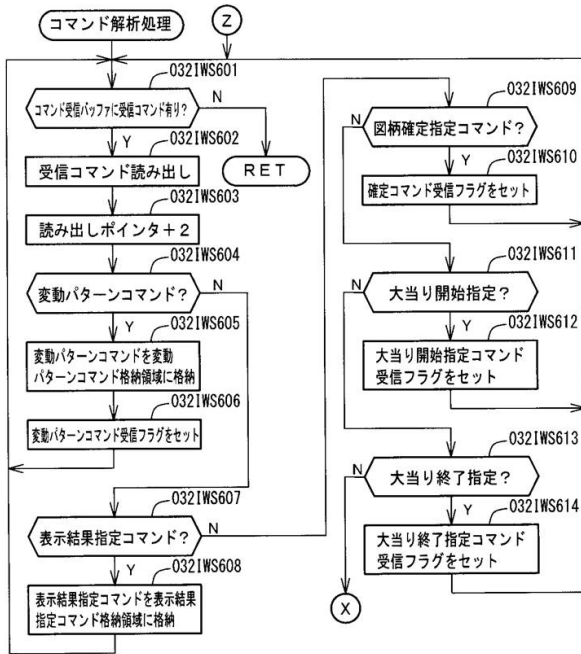 コマンド解析処理
Z
032IWS601
コマンド受信バッファに受信コマンド有り?
N
Y
RET
032IWS602
受信コマンド読み出し
032IWS603
読み出しポインタ+2
032IWS604
変動パターンコマンド?
N
Y
032IWS605
変動パターンコマンドを変動
パターンコマンド格納領域に格納
032IWS606
変動パターンコマンド受信フラグをセット
032IWS607
表示結果指定コマンド?
N
Y
032IWS608
表示結果指定コマンドを表示結果
指定コマンド格納領域に格納
032IWS609
図柄確定指定コマンド?
N
Y
032IWS610
確定コマンド受信フラグをセット
032IWS611
大当り開始指定?
N
Y
032IWS612
大当り開始指定コマンド
受信フラグをセット
032IWS613
大当り終了指定?
N
Y
032IWS614
大当り終了指定コマンド
受信フラグをセット
X